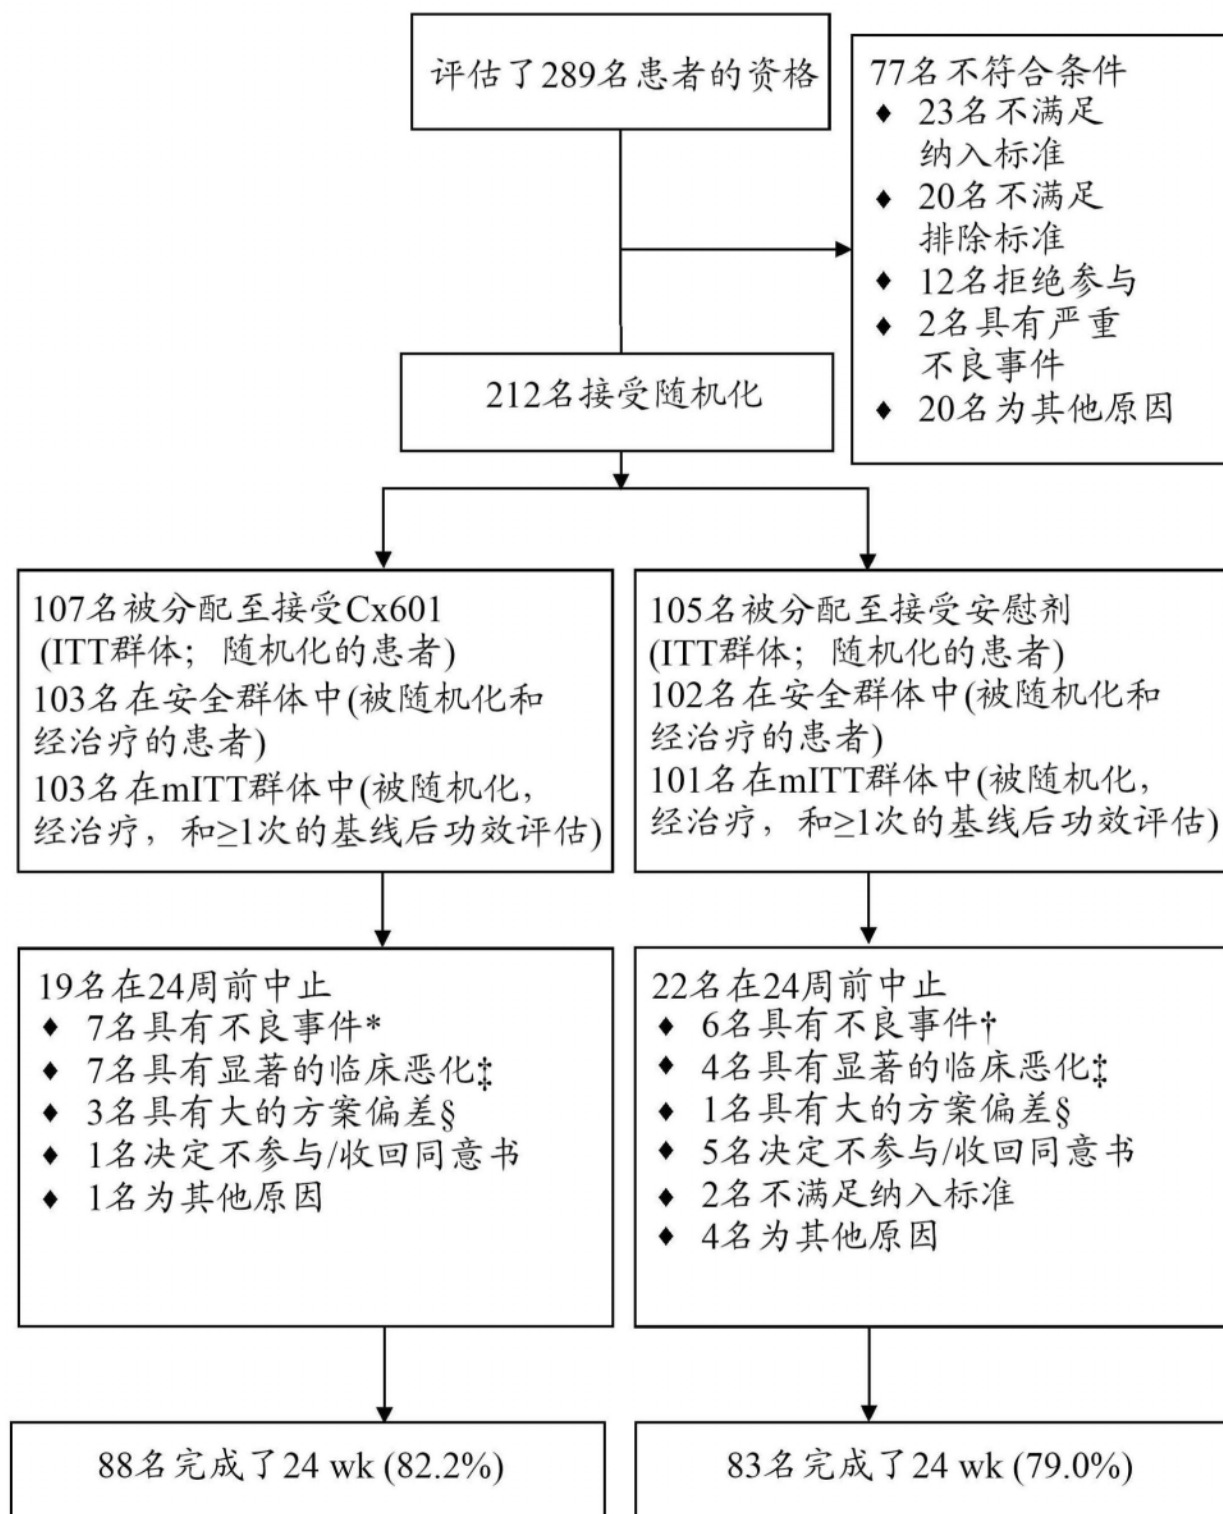 评估了289名患者的资格
77名不符合条件
♦ 23名不满足
纳入标准
♦ 20名不满足
排除标准
♦ 12名拒绝参与
♦ 2名具有严重
不良事件
♦ 20名为其他原因
212名接受随机化
107名被分配至接受Cx601
(ITT群体；随机化的患者)
103名在安全群体中(被随机化和
经治疗的患者)
103名在mITT群体中(被随机化，
经治疗，和≥1次的基线后功效评估)
105名被分配至接受安慰剂
(ITT群体；随机化的患者)
102名在安全群体中(被随机化和
经治疗的患者)
101名在mITT群体中(被随机化，
经治疗，和≥1次的基线后功效评估)
19名在24周前中止
♦ 7名具有不良事件*
♦ 7名具有显著的临床恶化‡
♦ 3名具有大的方案偏差§
♦ 1名决定不参与/收回同意书
♦ 1名为其他原因
22名在24周前中止
♦ 6名具有不良事件†
♦ 4名具有显著的临床恶化‡
♦ 1名具有大的方案偏差§
♦ 5名决定不参与/收回同意书
♦ 2名不满足纳入标准
♦ 4名为其他原因
88名完成了24 wk (82.2%)
83名完成了24 wk (79.0%)